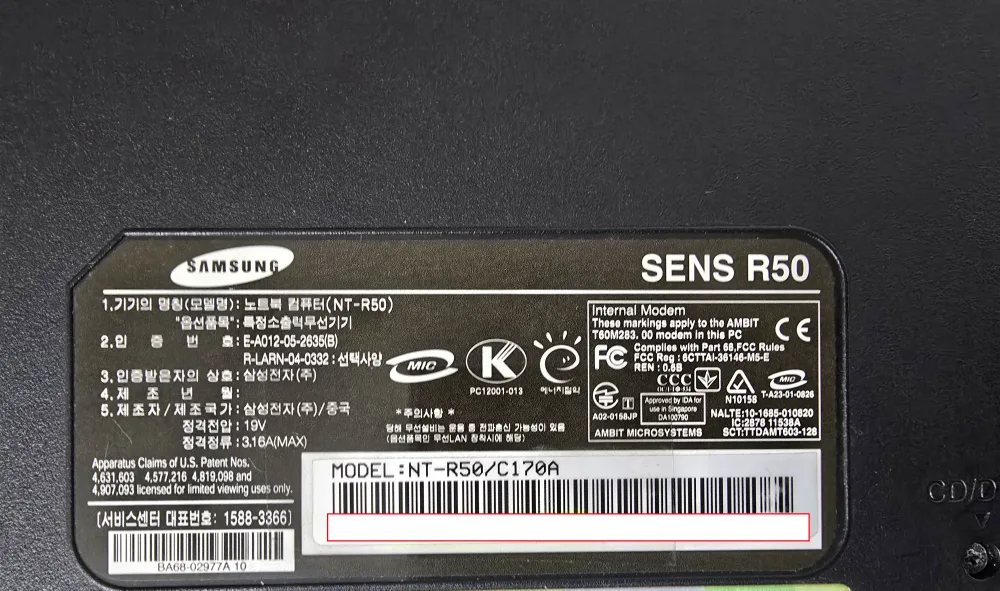 SAMSUNG
SENS R50
1.기기의 명칭(모델명) : 노트북 컴퓨터(NT-R50)
"옵션품목" : 특정소출력무선기기
2.인 증 번 호 : E-A012-05-2635(B)
R-LARN-04-0332 : 선택사양
3.인증받은자의 상호 : 삼성전자(주)
4.제 조 년 월 :
5.제조자/제조국가 : 삼성전자(주)/중국
정격전압 : 19V
정격전류 : 3.16A(MAX)
MIC
K
PC12001-013
에너지절약
*주의사항*
당해 무선설비는 운용 중 전파혼신 가능성이 있음
(옵션품목인 무선LAN 장착시에 해당)
Internal Modem
These markings apply to the AMBIT
T60M283. 00 modem in this PC
CE
FC
Complies with Part 68,FCC Rules
FCC Reg : 6CTTAI-36146-M5-E
REN : 0.8B
CCC
N10158
MIC
T-A23-01-0826
A02-0158JP
Approved by IDA for
use in Singapore
DA100790
NALTE:10-1685-010820
IC:2878 11538A
AMBIT MICROSYSTEMS
SCT:TTDAMT603-128
Apparatus Claims of U.S. Patent Nos.
4,631,603 4,577,216 4,819,098 and
4,907,093 licensed for limited viewing uses only.
(서비스센터 대표번호: 1588-3366)
BA68-02977A 10
MODEL:NT-R50/C170A
CD/D